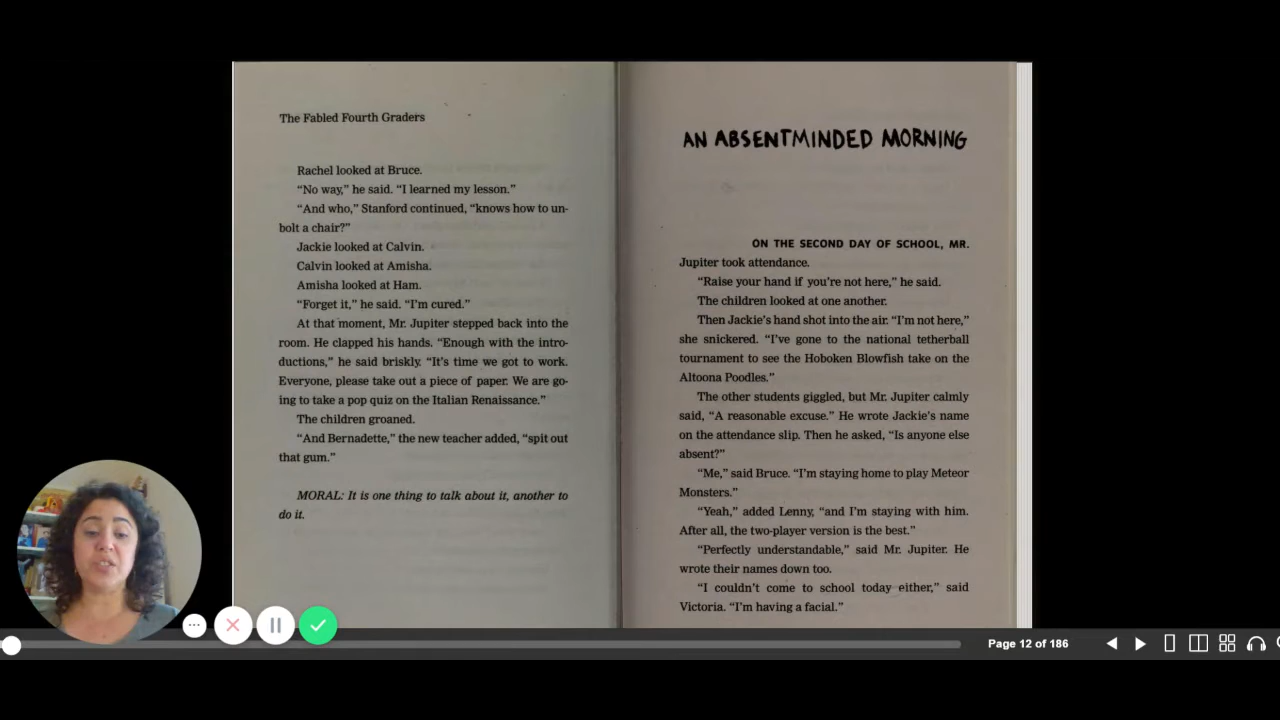 The Fabled Fourth Graders
Rachel looked at Bruce.
“No way,” he said. “I learned my lesson.”
“And who,” Stanford continued, “knows how to un-
bolt a chair?”
Jackie looked at Calvin.
Calvin looked at Amisha.
Amisha looked at Ham.
“Forget it,” he said. “I’m cured.”
At that moment, Mr. Jupiter stepped back into the
room. He clapped his hands. “Enough with the intro-
ductions,” he said briskly. “It’s time we got to work.
Everyone, please take out a piece of paper. We are go-
ing to take a pop quiz on the Italian Renaissance.”
The children groaned.
“And Bernadette,” the new teacher added, “spit out
that gum.”
MORAL: It is one thing to talk about it, another to
do it.
AN ABSENTMINDED MORNING
ON THE SECOND DAY OF SCHOOL, MR.
Jupiter took attendance.
“Raise your hand if you’re not here,” he said.
The children looked at one another.
Then Jackie’s hand shot into the air. “I’m not here,”
she snickered. “I’ve gone to the national tetherball
tournament to see the Hoboken Blowfish take on the
Altoona Poodles.”
The other students giggled, but Mr. Jupiter calmly
said, “A reasonable excuse.” He wrote Jackie’s name
on the attendance slip. Then he asked, “Is anyone else
absent?”
“Me,” said Bruce. “I’m staying home to play Meteor
Monsters.”
“Yeah,” added Lenny, “and I’m staying with him.
After all, the two-player version is the best.”
“Perfectly understandable,” said Mr. Jupiter. He
wrote their names down too.
“I couldn’t come to school today either,” said
Victoria. “I’m having a facial.”
Page 12 of 186